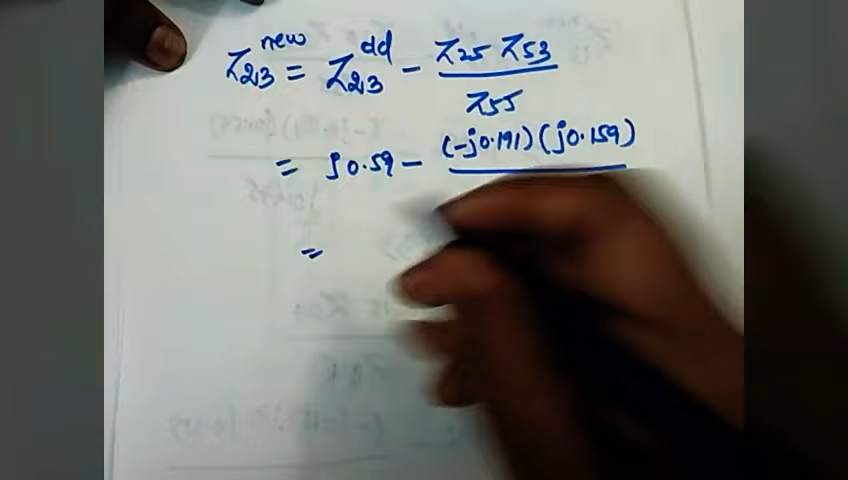 Z23 new = Z23 old - Z25 Z53 / Z55
= j0.59 - (-j0.191)(j0.159)
=